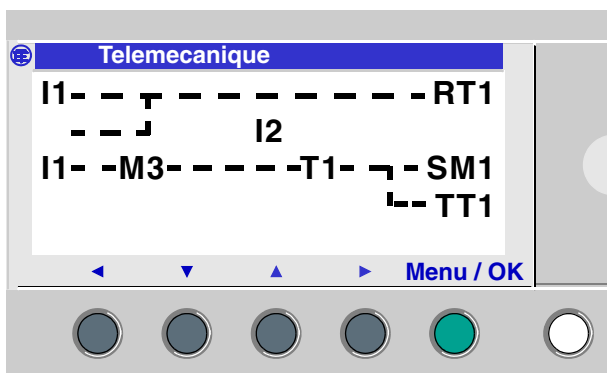 Telemecanique
I1- - - - - - - - - RT1
- - - I2
I1- -M3- - - - -T1- - - SM1
-- TT1
Menu / OK